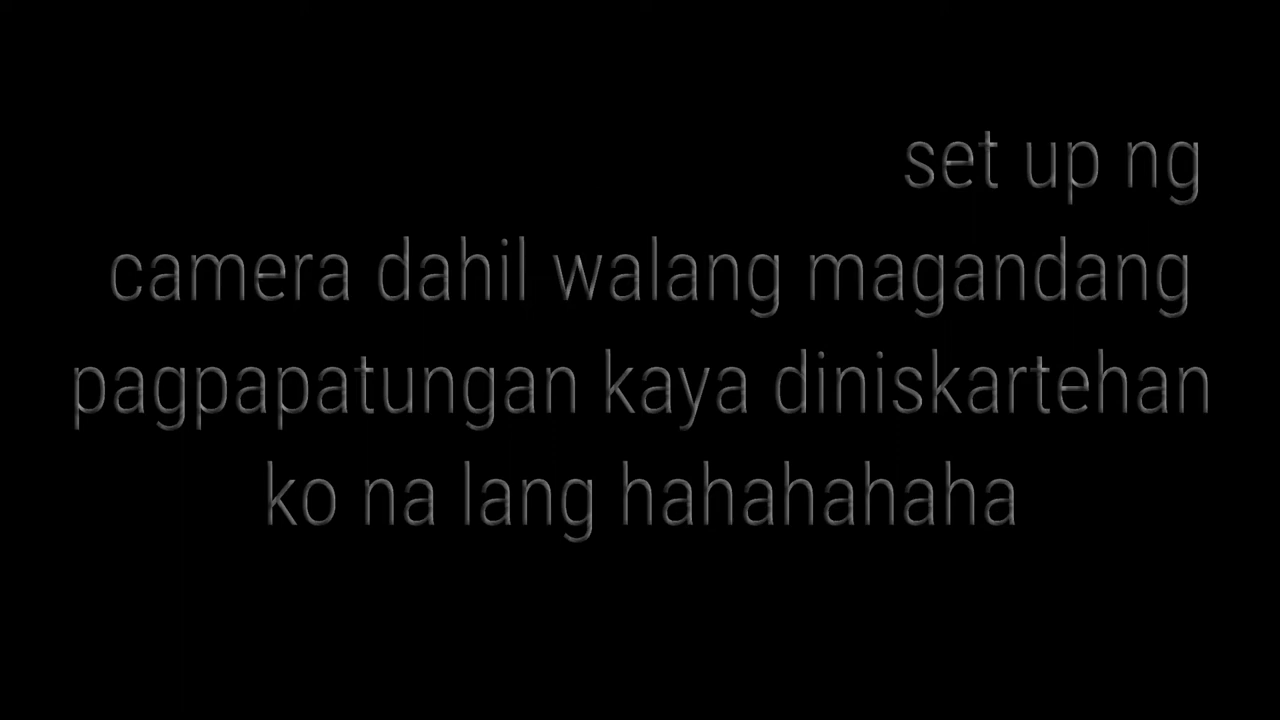 set up ng
camera dahil walang magandang
pagpapatungan kaya diniskartehan
ko na lang hahahahaha